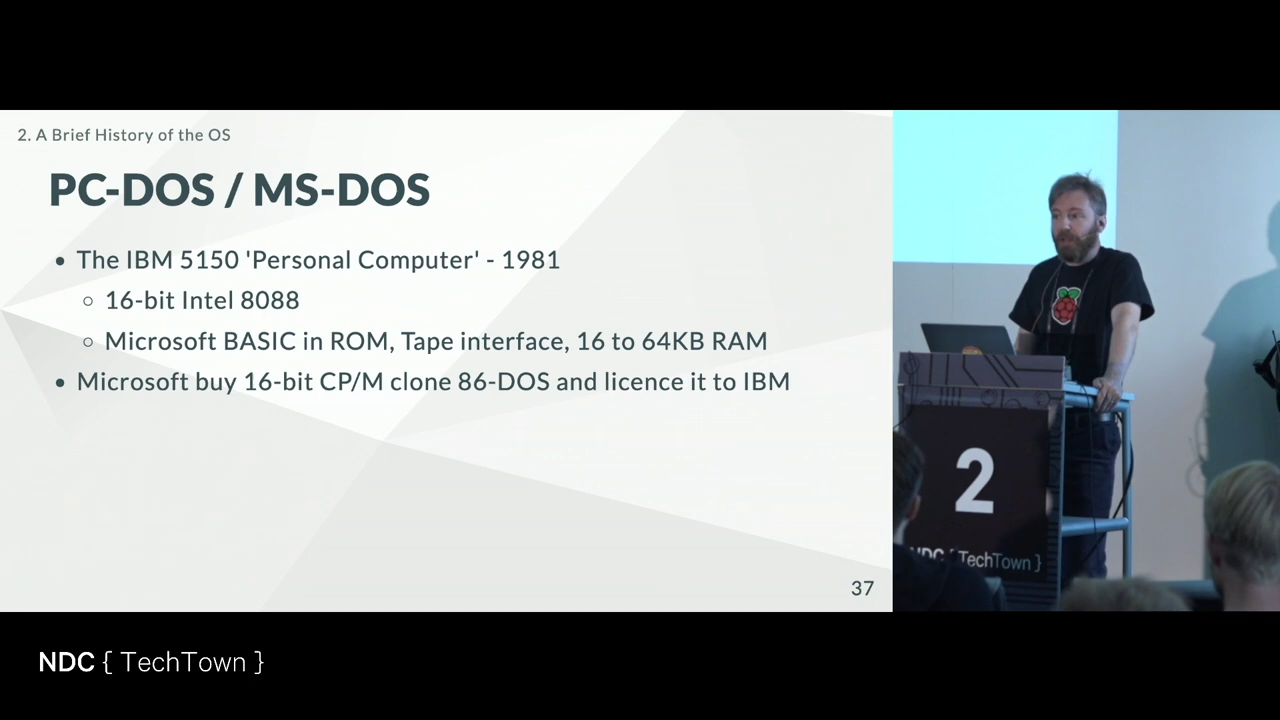 2. A Brief History of the OS
PC-DOS / MS-DOS
• The IBM 5150 'Personal Computer' - 1981
○ 16-bit Intel 8088
○ Microsoft BASIC in ROM, Tape interface, 16 to 64KB RAM
• Microsoft buy 16-bit CP/M clone 86-DOS and licence it to IBM
37
2
NDC { TechTown }
NDC { TechTown }